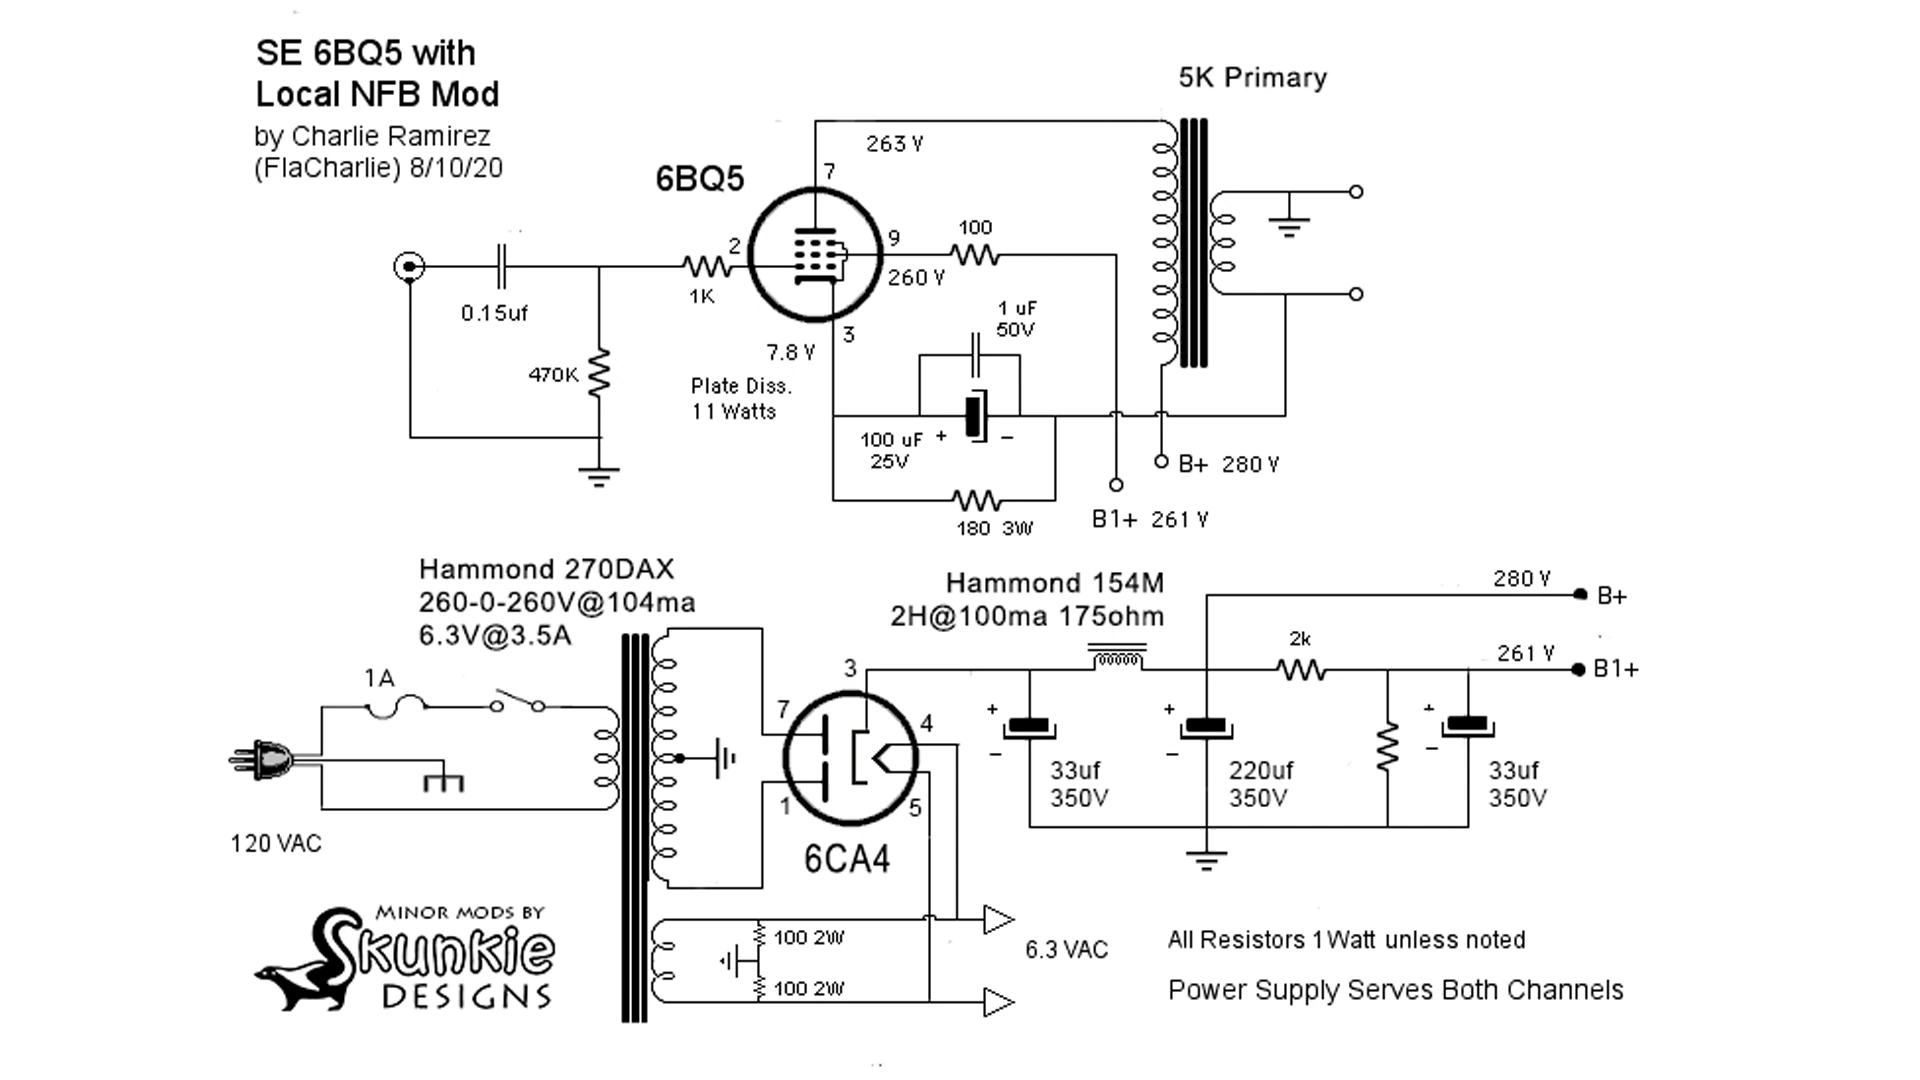 SE 6BQ5 with
Local NFB Mod
by Charlie Ramirez
(FlaCharlie) 8/10/20
5K Primary
263 V
7
6BQ5
2
9
100
260 V
1K
0.15uf
1 uF
50V
3
7.8 V
470K
Plate Diss.
11 Watts
100 uF + -
25V
B+ 280 V
B1+ 261 V
180 3W
Hammond 270DAX
260-0-260V@104ma
6.3V@3.5A
Hammond 154M
2H@100ma 175ohm
280 V
B+
2k
261 V
B1+
1A
3
7
4
+
+
+
-
-
-
33uf
350V
220uf
350V
33uf
350V
1
5
6CA4
120 VAC
MINOR MODS BY
Skunkie
DESIGNS
100 2W
6.3 VAC
100 2W
All Resistors 1Watt unless noted
Power Supply Serves Both Channels